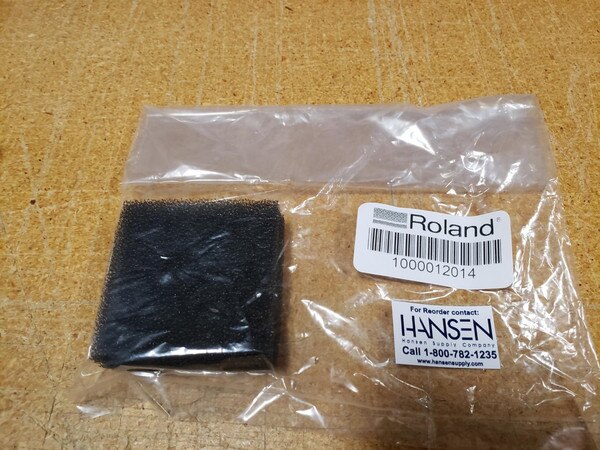 Roland
1000012014
For Reorder contact:
HANSEN
Hansen Supply Company
Call 1-800-782-1235
www.hansensupply.com